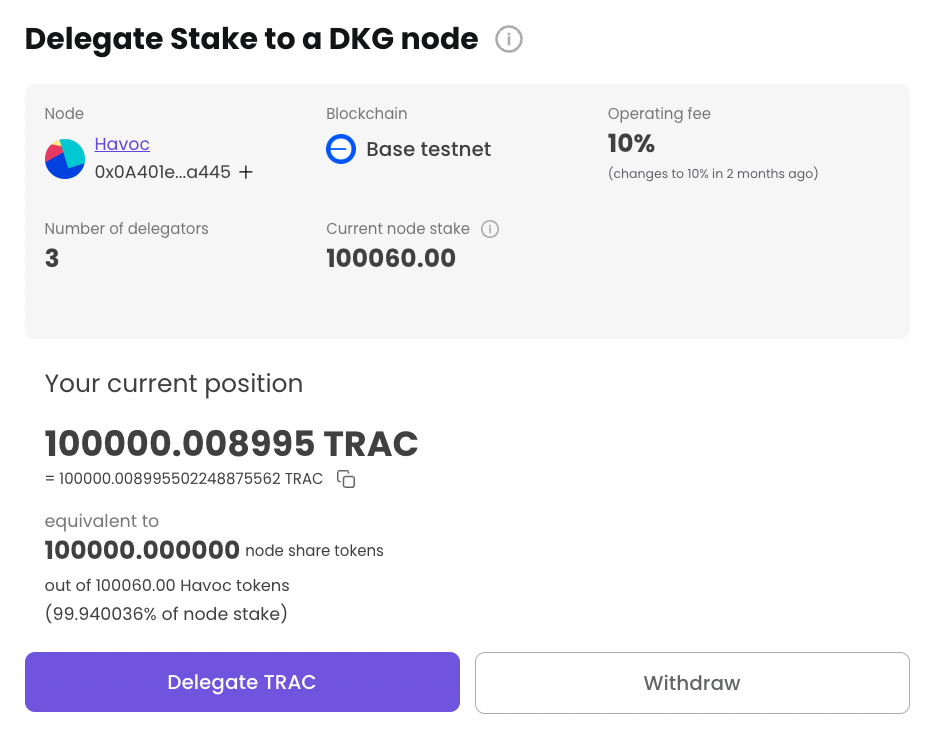 Delegate Stake to a DKG node
Node
Blockchain
Operating fee
Havoc
0x0A401e...a445 +
Base testnet
10%
(changes to 10% in 2 months ago)
Number of delegators
Current node stake
3
100060.00
Your current position
100000.008995 TRAC
= 100000.008995502248875562 TRAC
equivalent to
100000.000000 node share tokens
out of 100060.00 Havoc tokens
(99.940036% of node stake)
Delegate TRAC
Withdraw